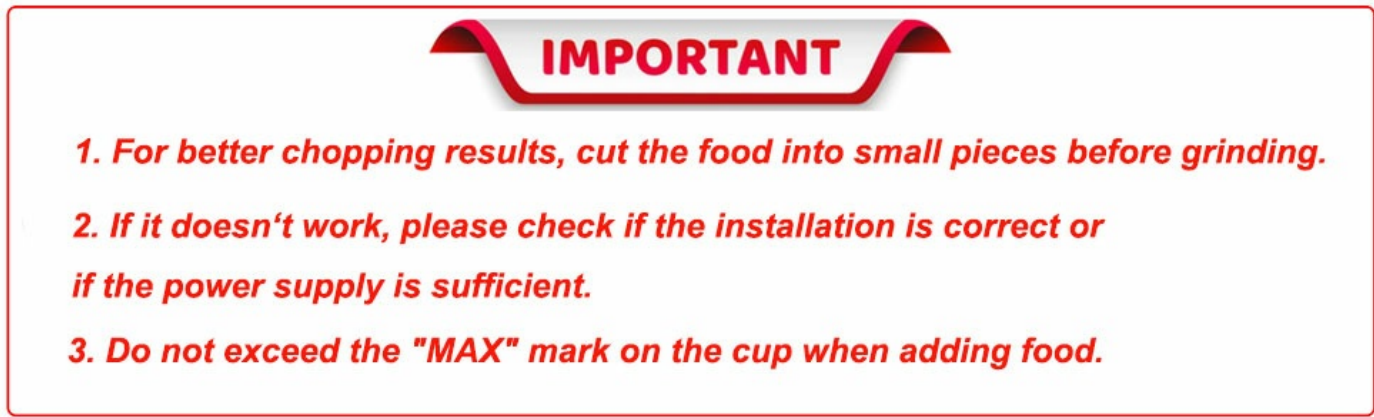 IMPORTANT
1. For better chopping results, cut the food into small pieces before grinding.
2. If it doesn‘t work, please check if the installation is correct or
if the power supply is sufficient.
3. Do not exceed the "MAX" mark on the cup when adding food.